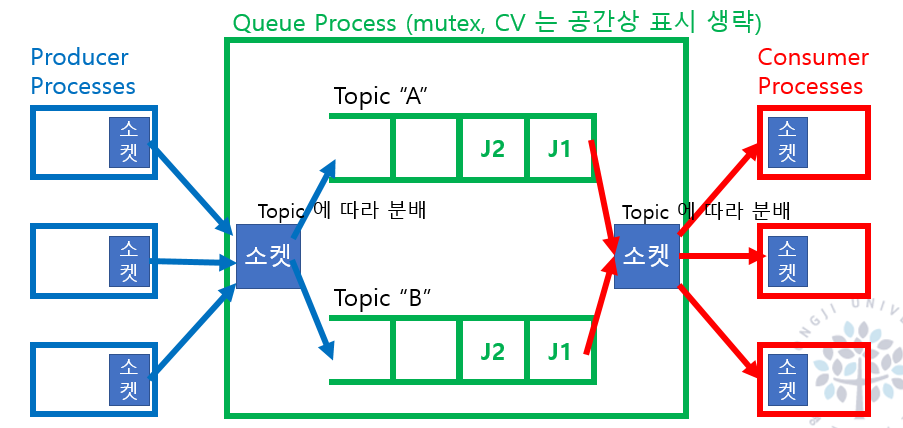 Queue Process (mutex, CV 는 공간상 표시 생략)
Producer
Processes
Consumer
Processes
Topic “A”
소
켓
J2
J1
소
켓
Topic 에 따라 분배
Topic 에 따라 분배
소
켓
소켓
소켓
소
켓
Topic “B”
소
켓
J2
J1
소
켓